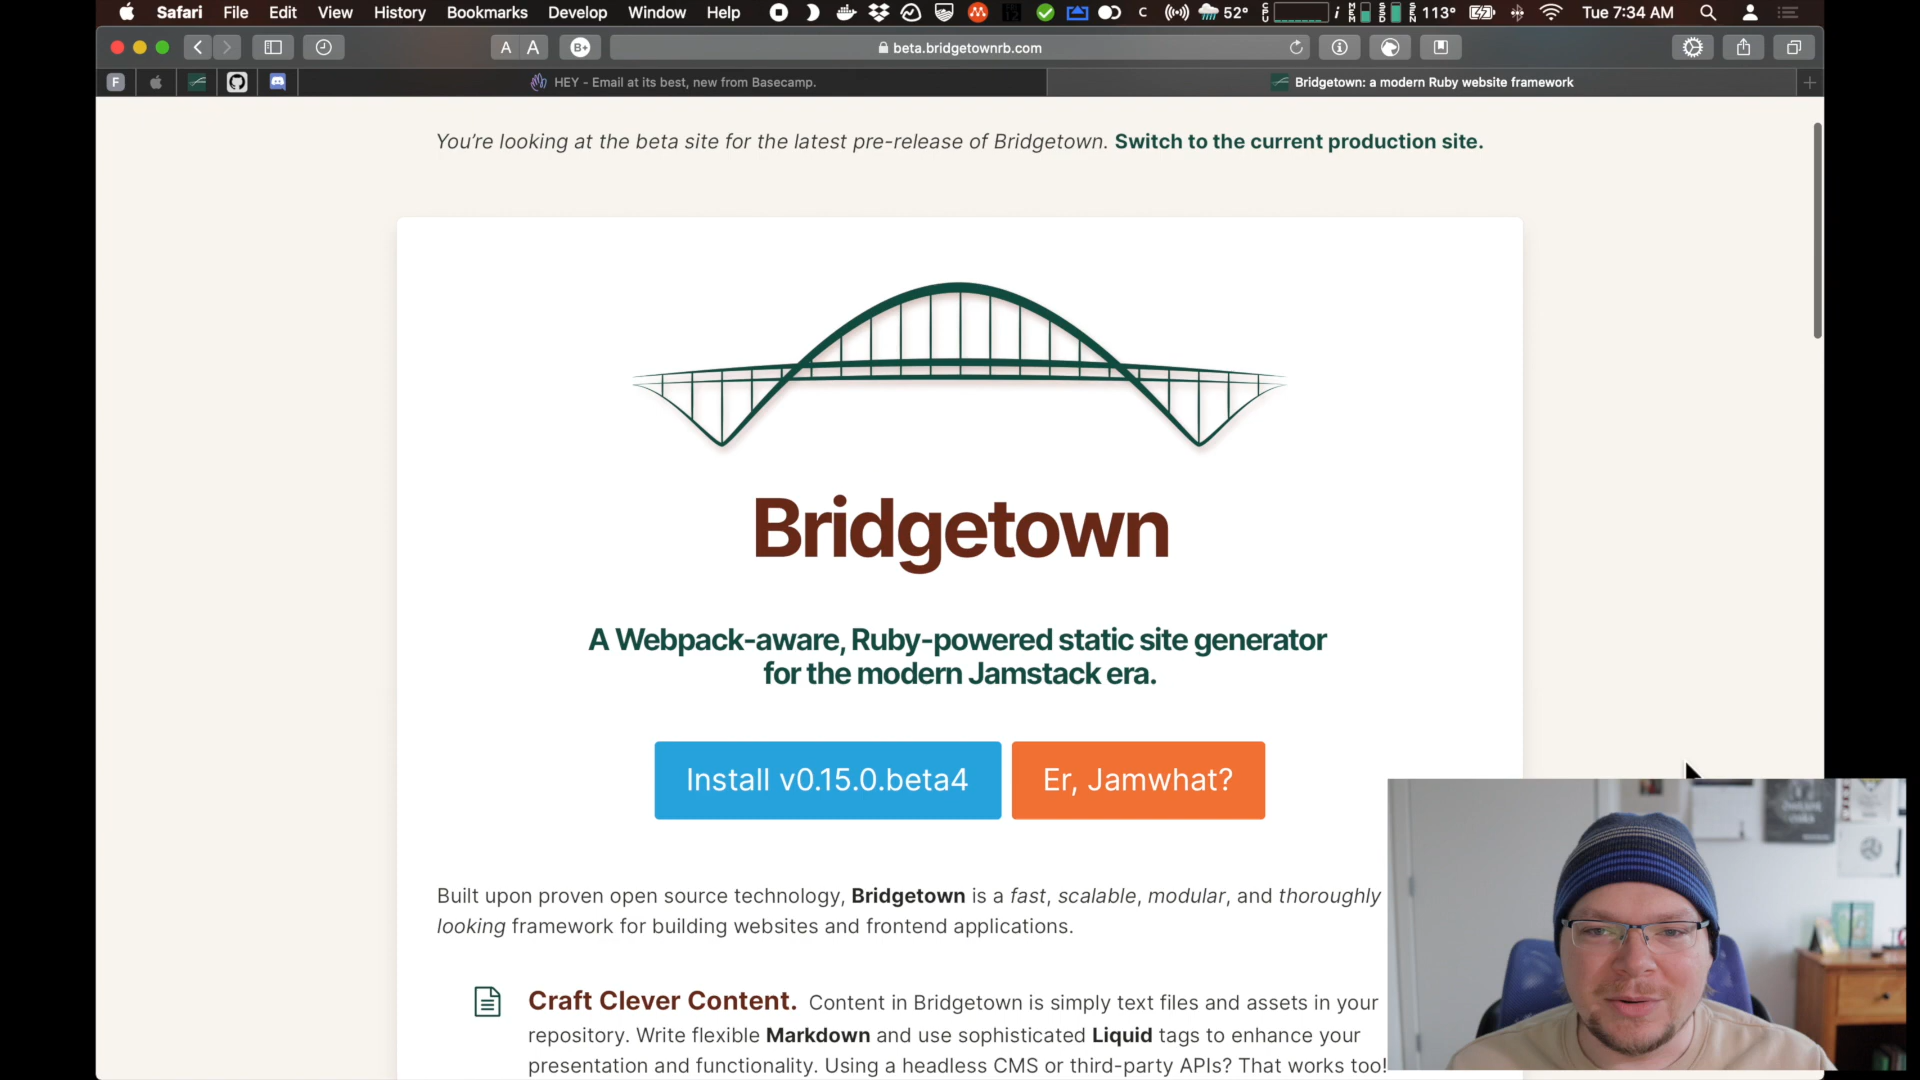 Safari File Edit View History Bookmarks Develop Window Help 52° 113° Tue 7:34 AM
A A B+ beta.bridgetownrb.com
F HEY - Email at its best, new from Basecamp. Bridgetown: a modern Ruby website framework
You're looking at the beta site for the latest pre-release of Bridgetown. Switch to the current production site.
Bridgetown
A Webpack-aware, Ruby-powered static site generator
for the modern Jamstack era.
Install v0.15.0.beta4
Er, Jamwhat?
Built upon proven open source technology, Bridgetown is a fast, scalable, modular, and thoroughly
looking framework for building websites and frontend applications.
Craft Clever Content. Content in Bridgetown is simply text files and assets in your
repository. Write flexible Markdown and use sophisticated Liquid tags to enhance your
presentation and functionality. Using a headless CMS or third-party APIs? That works too!